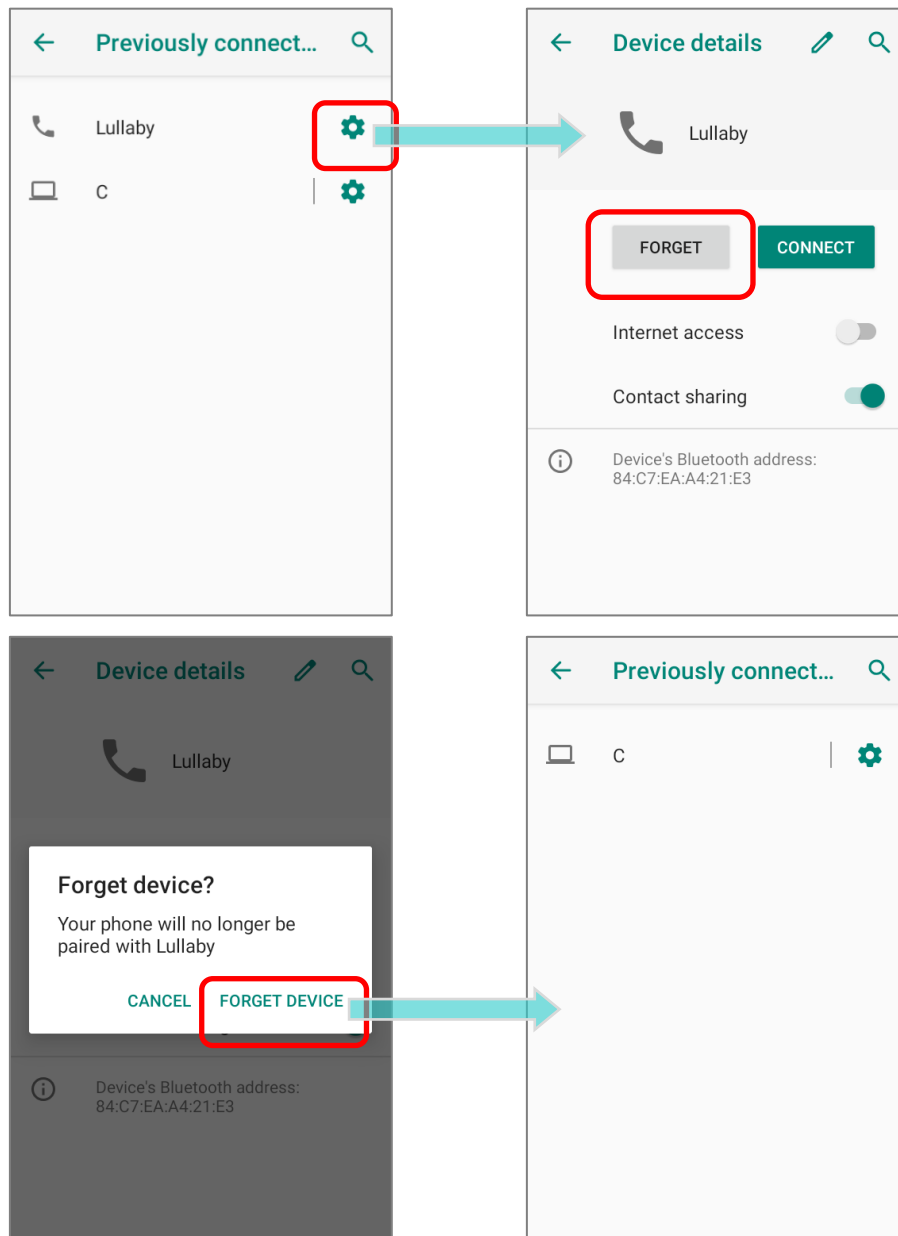 Previously connect...
Lullaby
C
Device details
Lullaby
FORGET
CONNECT
Internet access
Contact sharing
Device's Bluetooth address:
84:C7:EA:A4:21:E3
Device details
Lullaby
Forget device?
Your phone will no longer be
paired with Lullaby
CANCEL
FORGET DEVICE
Device's Bluetooth address:
84:C7:EA:A4:21:E3
Previously connect...
C